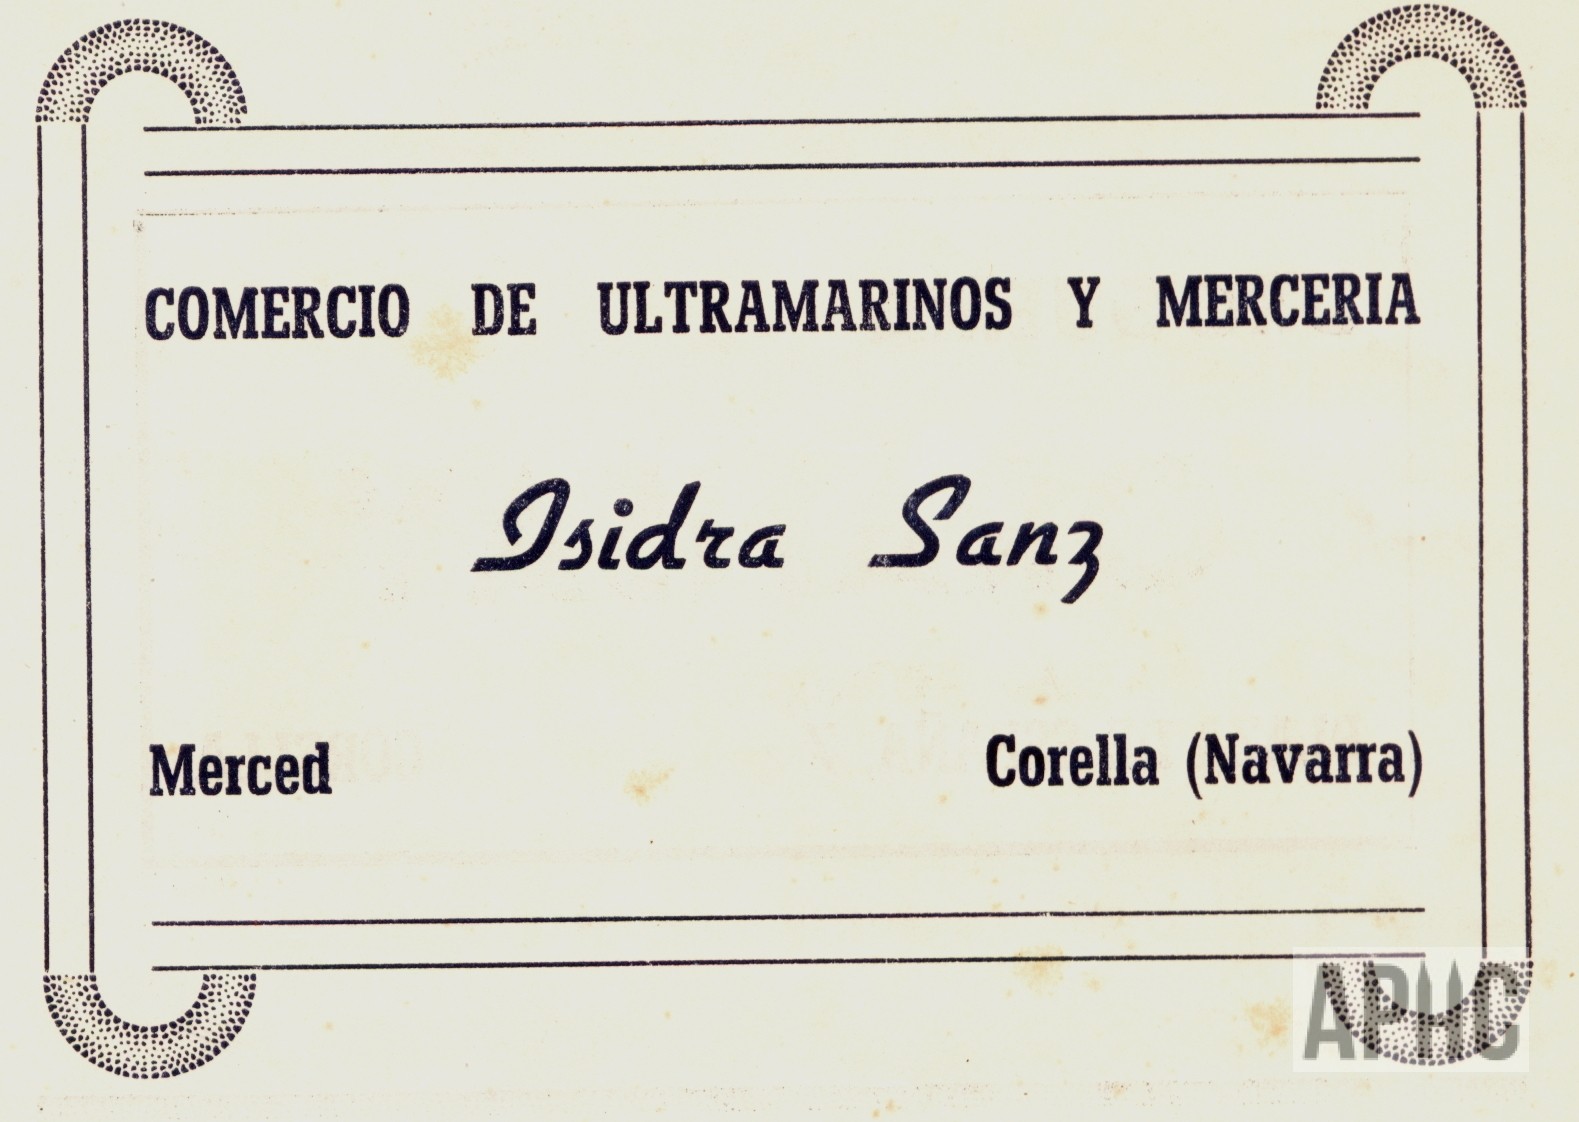 COMERCIO DE ULTRAMARINOS Y MERCERIA
Isidra Sanz
Merced Corella (Navarra)
APHC